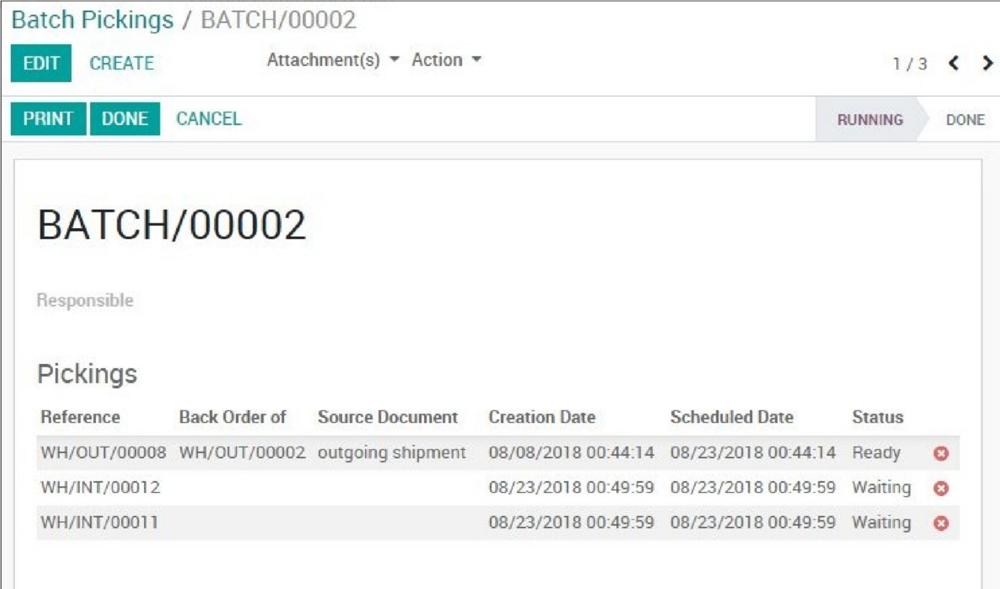 Batch Pickings / BATCH/00002
EDIT CREATE Attachment(s) Action 1 / 3
PRINT DONE CANCEL RUNNING DONE
BATCH/00002
Responsible
Pickings
Reference Back Order of Source Document Creation Date Scheduled Date Status
WH/OUT/00008 WH/OUT/00002 outgoing shipment 08/08/2018 00:44:14 08/23/2018 00:44:14 Ready
WH/INT/00012 08/23/2018 00:49:59 08/23/2018 00:49:59 Waiting
WH/INT/00011 08/23/2018 00:49:59 08/23/2018 00:49:59 Waiting